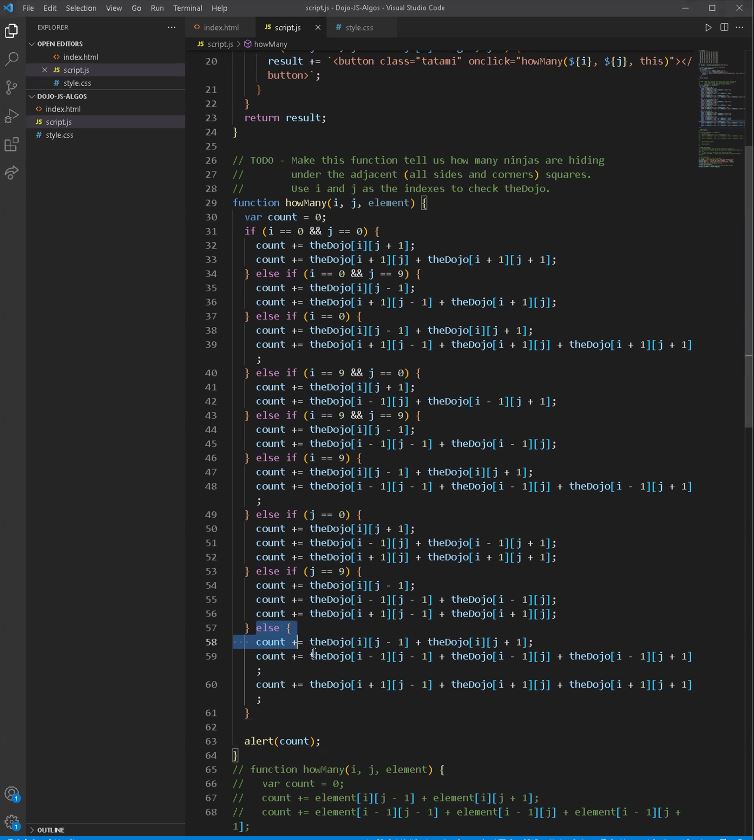 File Edit Selection View Go Run Terminal Help
script.js - Dojo-JS-Algos - Visual Studio Code
EXPLORER
OPEN EDITORS
index.html
JS script.js
style.css
DOJO-JS-ALGOS
index.html
JS script.js
style.css
OUTLINE
index.html JS script.js style.css
JS script.js > howMany
20 result += `<button class="tatami" onclick="howMany(${i}, ${j}, this)"></
button>`;
21 }
22 }
23 return result;
24 }
25
26 // TODO - Make this function tell us how many ninjas are hiding
27 // under the adjacent (all sides and corners) squares.
28 // Use i and j as the indexes to check theDojo.
29 function howMany(i, j, element) {
30 var count = 0;
31 if (i == 0 && j == 0) {
32 count += theDojo[i][j + 1];
33 count += theDojo[i + 1][j] + theDojo[i + 1][j + 1];
34 } else if (i == 0 && j == 9) {
35 count += theDojo[i][j - 1];
36 count += theDojo[i + 1][j - 1] + theDojo[i + 1][j];
37 } else if (i == 0) {
38 count += theDojo[i][j - 1] + theDojo[i][j + 1];
39 count += theDojo[i + 1][j - 1] + theDojo[i + 1][j] + theDojo[i + 1][j + 1]
;
40 } else if (i == 9 && j == 0) {
41 count += theDojo[i][j + 1];
42 count += theDojo[i - 1][j] + theDojo[i - 1][j + 1];
43 } else if (i == 9 && j == 9) {
44 count += theDojo[i][j - 1];
45 count += theDojo[i - 1][j - 1] + theDojo[i - 1][j];
46 } else if (i == 9) {
47 count += theDojo[i][j - 1] + theDojo[i][j + 1];
48 count += theDojo[i - 1][j - 1] + theDojo[i - 1][j] + theDojo[i - 1][j + 1]
;
49 } else if (j == 0) {
50 count += theDojo[i][j + 1];
51 count += theDojo[i - 1][j] + theDojo[i - 1][j + 1];
52 count += theDojo[i + 1][j] + theDojo[i + 1][j + 1];
53 } else if (j == 9) {
54 count += theDojo[i][j - 1];
55 count += theDojo[i - 1][j - 1] + theDojo[i - 1][j];
56 count += theDojo[i + 1][j - 1] + theDojo[i + 1][j];
57 } else {
58 count += theDojo[i][j - 1] + theDojo[i][j + 1];
59 count += theDojo[i - 1][j - 1] + theDojo[i - 1][j] + theDojo[i - 1][j + 1]
;
60 count += theDojo[i + 1][j - 1] + theDojo[i + 1][j] + theDojo[i + 1][j + 1]
;
61 }
62
63 alert(count);
64 }
65 // function howMany(i, j, element) {
66 // var count = 0;
67 // count += element[i][j - 1] + element[i][j + 1];
68 // count += element[i - 1][j - 1] + element[i - 1][j] + element[i - 1][j +
1];